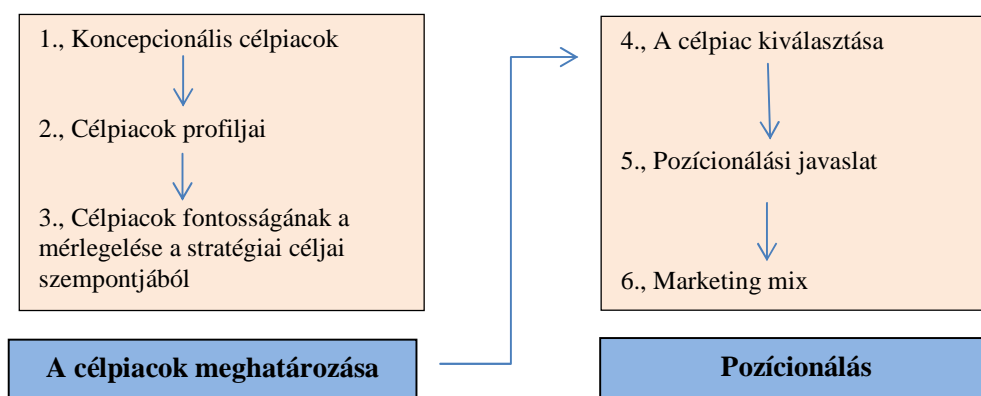 1., Koncepcionális célpiacok
2., Célpiacok profiljai
3., Célpiacok fontosságának a
mérlegelése a stratégiai céljai
szempontjából
A célpiacok meghatározása
4., A célpiac kiválasztása
5., Pozícionálási javaslat
6., Marketing mix
Pozícionálás